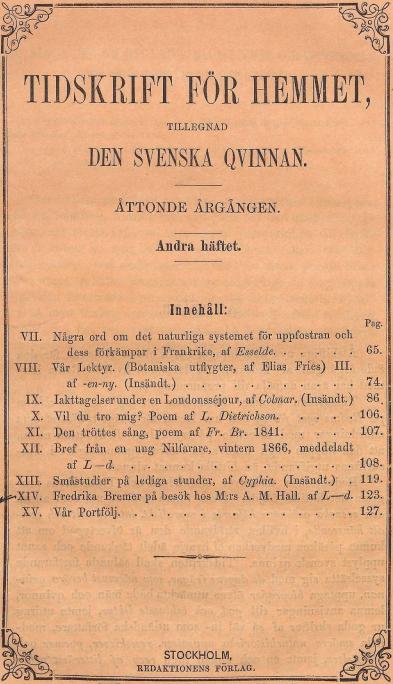 TIDSKRIFT FÖR HEMMET,
TILLEGNAD
DEN SVENSKA QVINNAN.
ÅTTONDE ÅRGÅNGEN.
Andra häftet.
Innehåll:
Pag.
VII. Några ord om det naturliga systemet för uppfostran och
dess förkämpar i Frankrike, af Esselde. . . . . . . 65.
VIII. Vår Lektyr. (Botaniska utflygter, af Elias Fries) III.
af -en-ny. (Insändt.) . . . . . . . . . . 74.
IX. Iakttagelser under en Londonsséjour, af Colmar. (Insändt.) 86.
X. Vil du tro mig? Poem af L. Dietrichson. . . . . . 106.
XI. Den tröttes sång, poem af Fr. Br. 1841. . . . . . 107.
XII. Bref från en ung Nilfarare, vintern 1866, meddeladt
af L—d. . . . . . . . . . . . . . . 108.
XIII. Småstudier på lediga stunder, af Cyphia. (Insändt.) . 119.
XIV. Fredrika Bremer på besök hos M:rs A. M. Hall. af L—d. 123.
XV. Vår Portfölj. . . . . . . . . . . . . . 127.
STOCKHOLM,
REDAKTIONENS FÖRLAG.